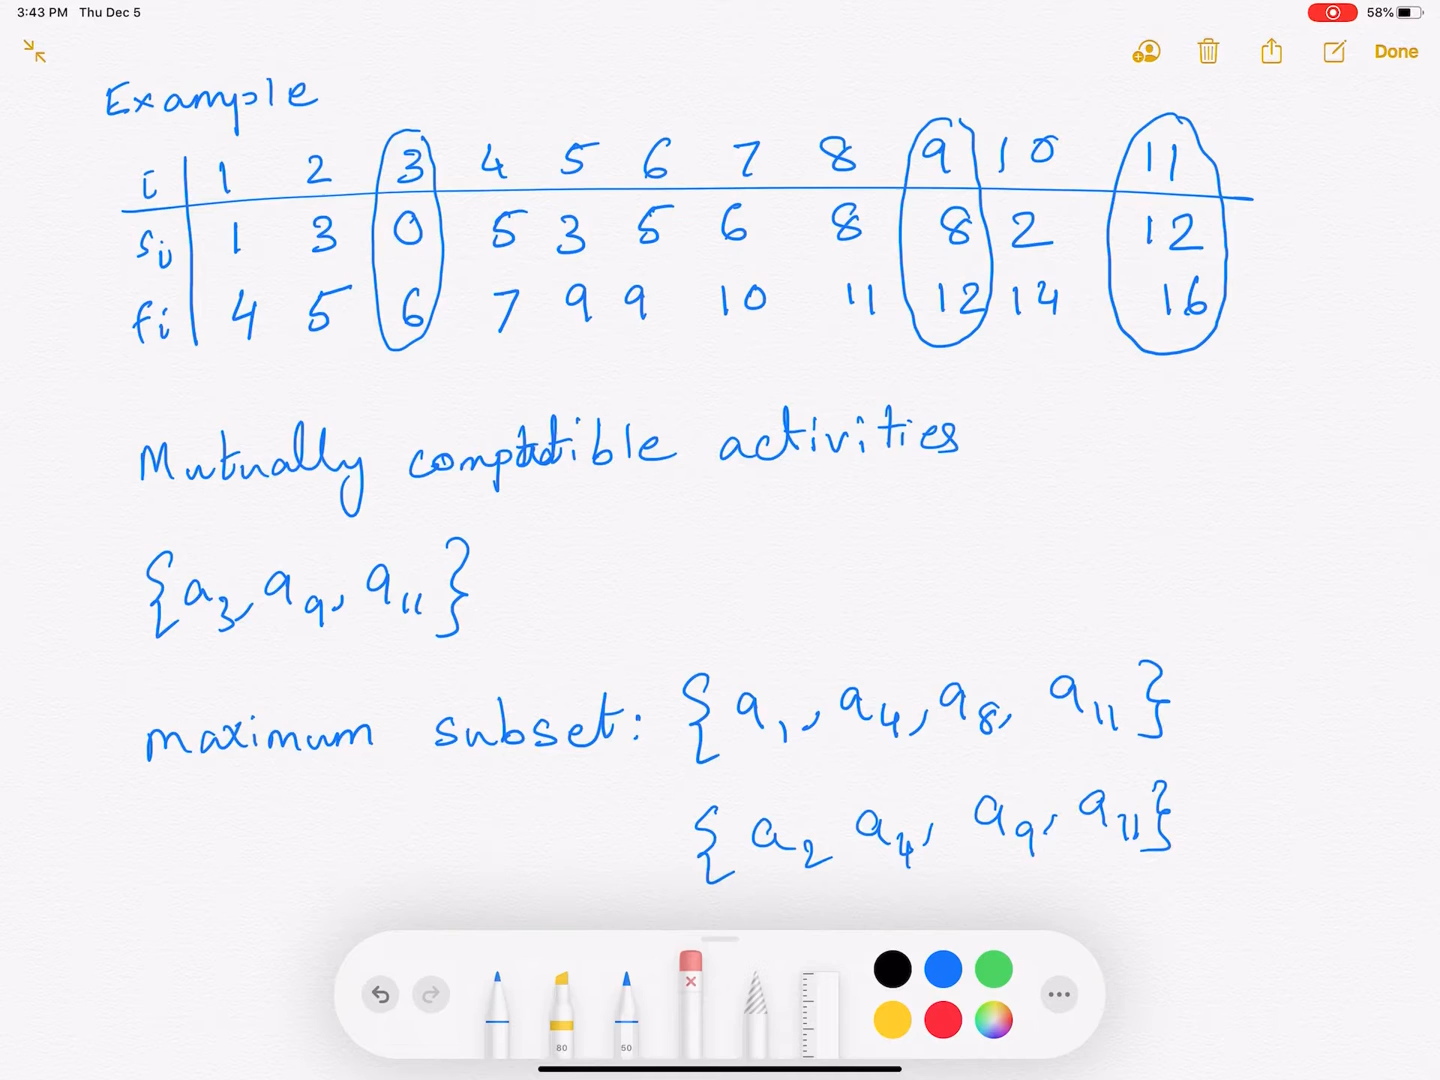 3:43 PM Thu Dec 5
58%
Done
Example
i 1 2 3 4 5 6 7 8 9 10 11
si 1 3 0 5 3 5 6 8 8 2 12
fi 4 5 6 7 9 9 10 11 12 14 16
Mutually compatible activities
{a3, a9, a11}
maximum subset: {a1, a4, a8, a11}
{a2 a4, a9, a11}
80
50